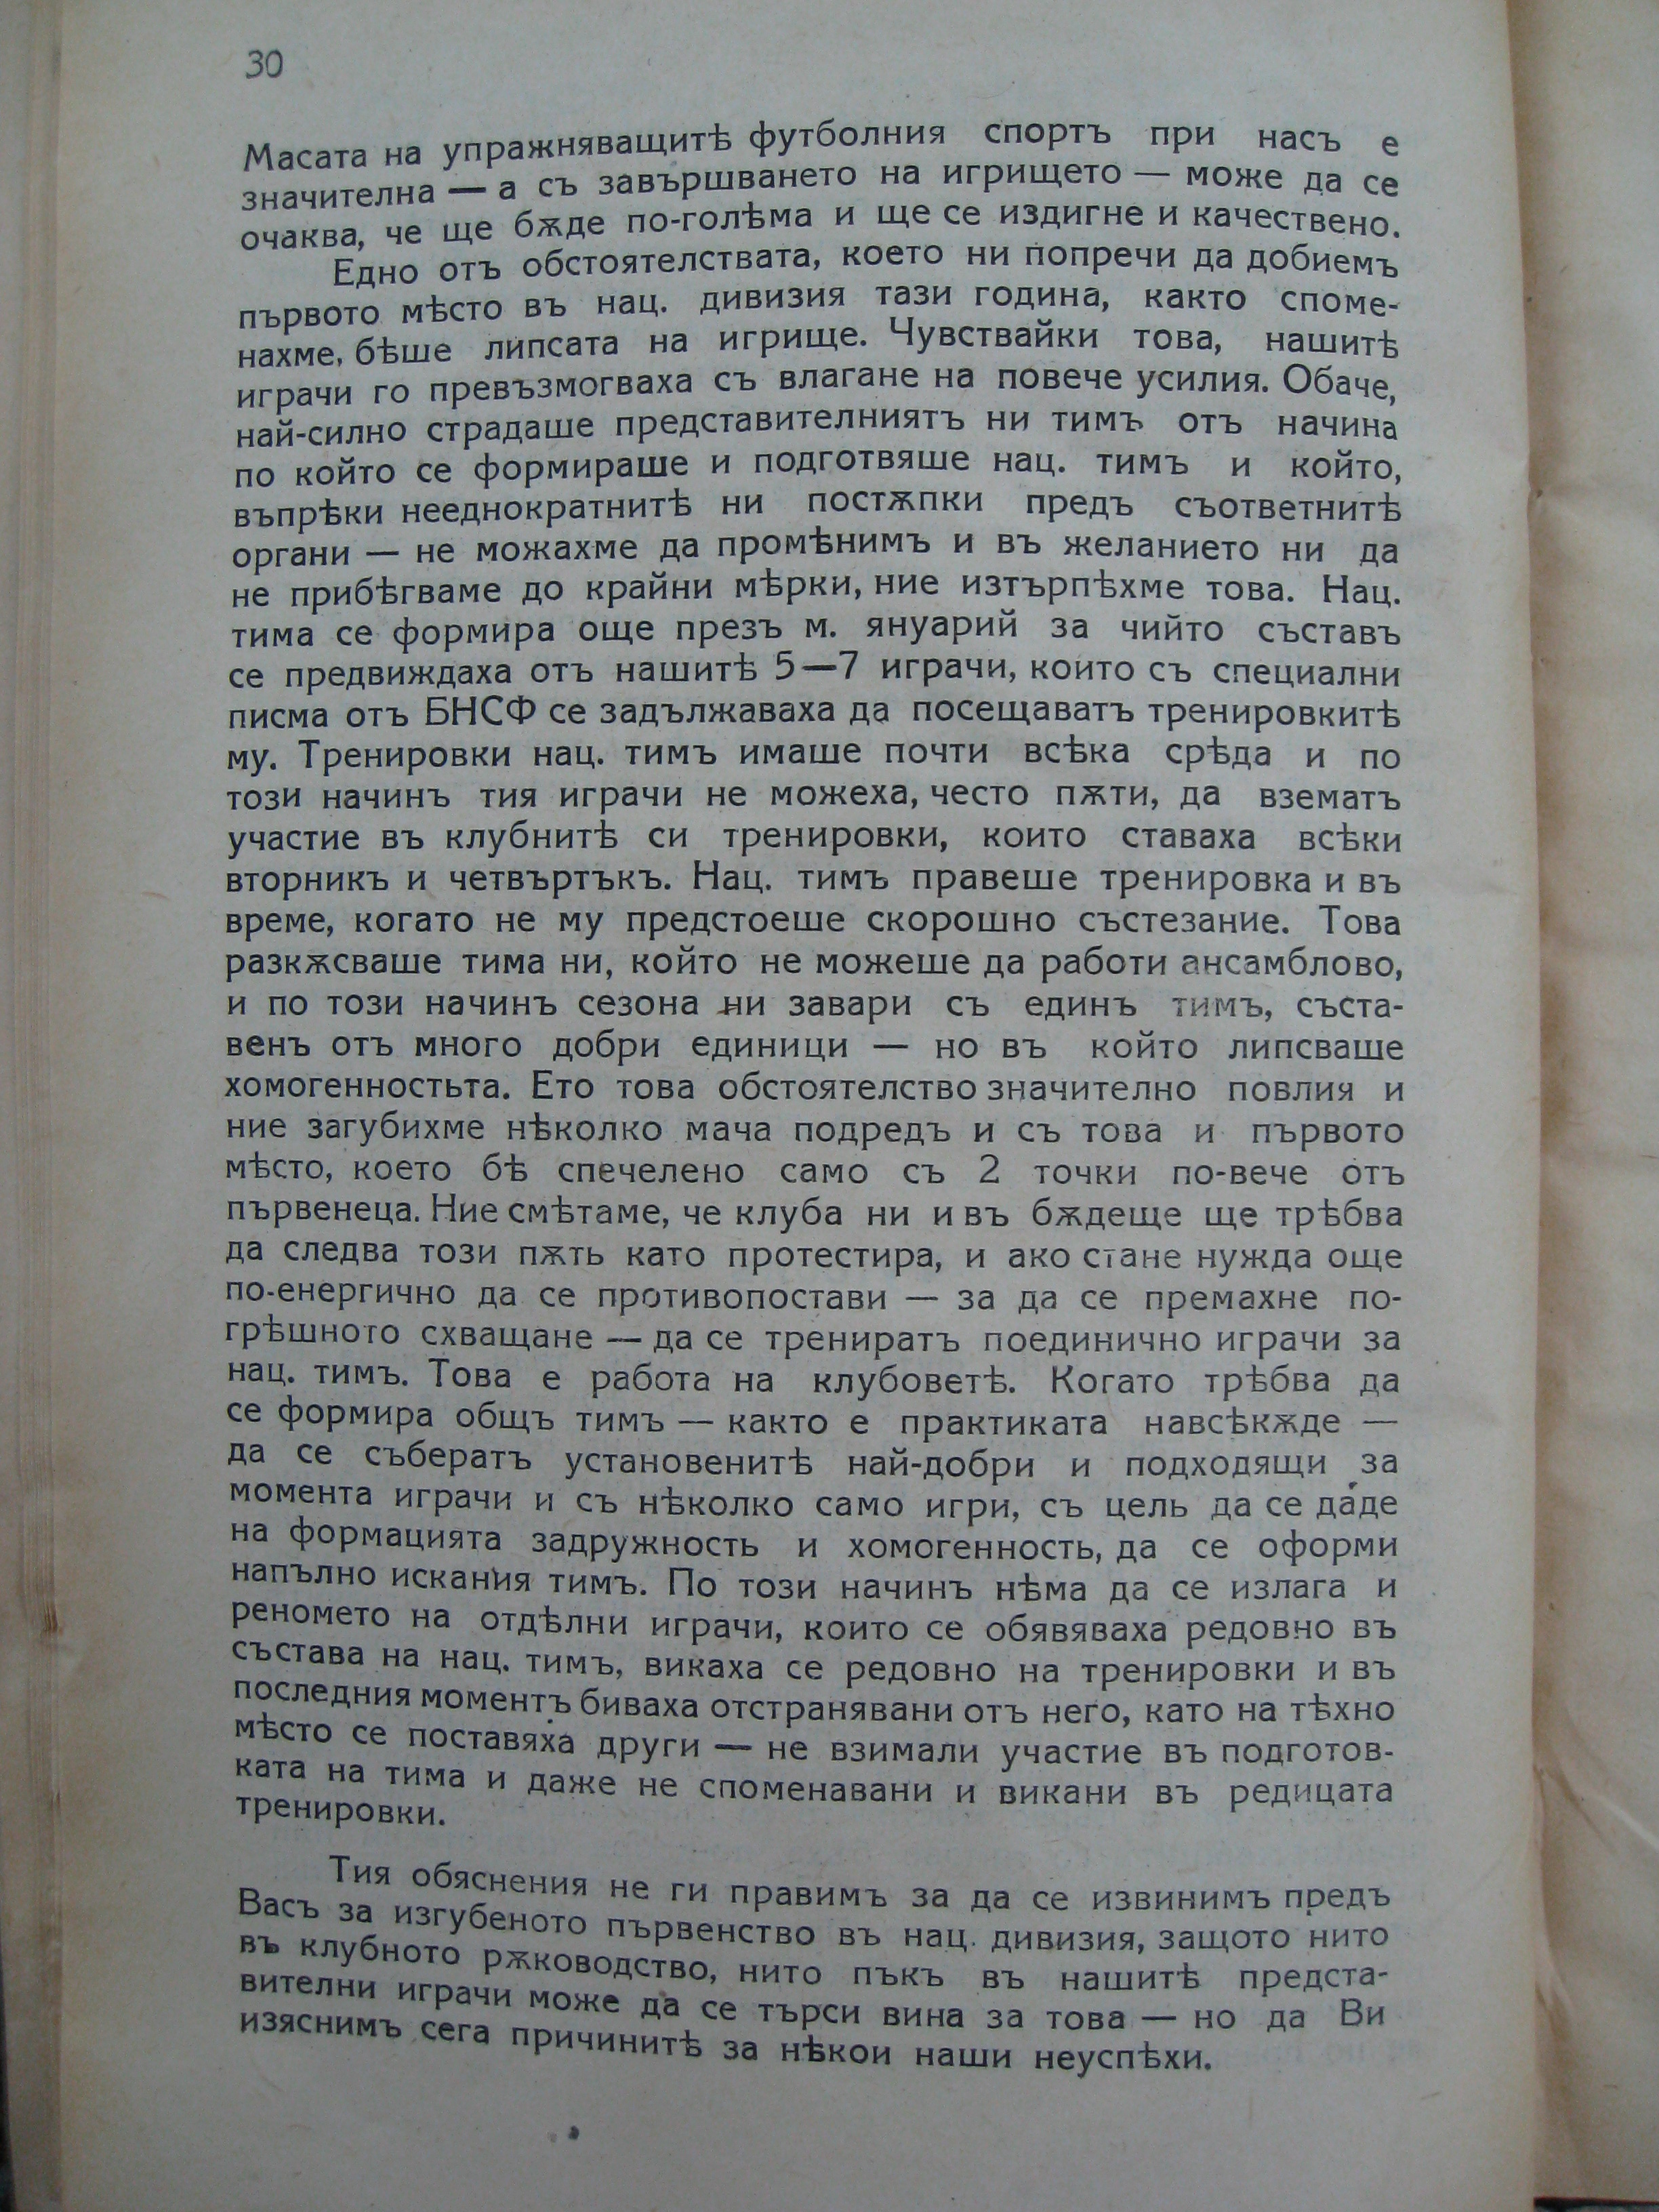 30
Масата на упражняващитѣ футболния спортъ при насъ е
значителна — а съ завършването на игрището — може да се
очаква, че ще бѫде по-голѣма и ще се издигне и качествено.
Едно отъ обстоятелствата, което ни попречи да добиемъ
първото мѣсто въ нац. дивизия тази година, както споме-
нахме, бѣше липсата на игрище. Чувствайки това, нашитѣ
играчи го превъзмогваха съ влагане на повече усилия. Обаче,
най-силно страдаше представителниятъ ни тимъ отъ начина
по който се формираше и подготвяше нац. тимъ и който,
въпрѣки нееднократнитѣ ни постѫпки предъ съответнитѣ
органи — не можахме да промѣнимъ и въ желанието ни да
не прибѣгваме до крайни мѣрки, ние изтърпѣхме това. Нац.
тима се формира още презъ м. януарий за чийто съставъ
се предвиждаха отъ нашитѣ 5—7 играчи, които съ специални
писма отъ БНСФ се задължаваха да посещаватъ тренировкитѣ
му. Тренировки нац. тимъ имаше почти всѣка срѣда и по
този начинъ тия играчи не можеха, често пѫти, да взематъ
участие въ клубнитѣ си тренировки, които ставаха всѣки
вторникъ и четвъртъкъ. Нац. тимъ правеше тренировка и въ
време, когато не му предстоеше скорошно състезание. Това
разкѫсваше тима ни, който не можеше да работи ансамблово,
и по този начинъ сезона ни завари съ единъ тимъ, съста-
венъ отъ много добри единици — но въ който липсваше
хомогенностьта. Ето това обстоятелство значително повлия и
ние загубихме нѣколко мача подредъ и съ това и първото
мѣсто, което бѣ спечелено само съ 2 точки по-вече отъ
първенеца. Ние смѣтаме, че клуба ни и въ бѫдеще ще трѣбва
да следва този пѫть като протестира, и ако стане нужда още
по-енергично да се противопостави — за да се премахне по-
грѣшното схващане — да се трениратъ поединично играчи за
нац. тимъ. Това е работа на клубоветѣ. Когато трѣбва да
се формира общъ тимъ — както е практиката навсѣкѫде —
да се събератъ установенитѣ най-добри и подходящи за
момента играчи и съ нѣколко само игри, съ цель да се даде
на формацията задружность и хомогенность, да се оформи
напълно искания тимъ. По този начинъ нѣма да се излага и
реномето на отдѣлни играчи, които се обявяваха редовно въ
състава на нац. тимъ, викаха се редовно на тренировки и въ
последния моментъ биваха отстранявани отъ него, като на тѣхно
мѣсто се поставяха други — не взимали участие въ подготов-
ката на тима и даже не споменавани и викани въ редицата
тренировки.
Тия обяснения не ги правимъ за да се извинимъ предъ
Васъ за изгубеното първенство въ нац. дивизия, защото нито
въ клубното рѫководство, нито пъкъ въ нашитѣ предста-
вителни играчи може да се търси вина за това — но да Ви
изяснимъ сега причинитѣ за нѣкои наши неуспѣхи.